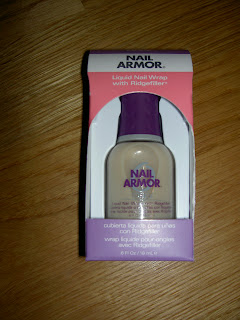 NAIL
ARMOR
Liquid Nail Wrap
with Ridgefiller
NAIL
ARMOR
cubierta líquida para uñas
con Ridgefiller
wrap liquide pour ongles
avec Ridgefiller